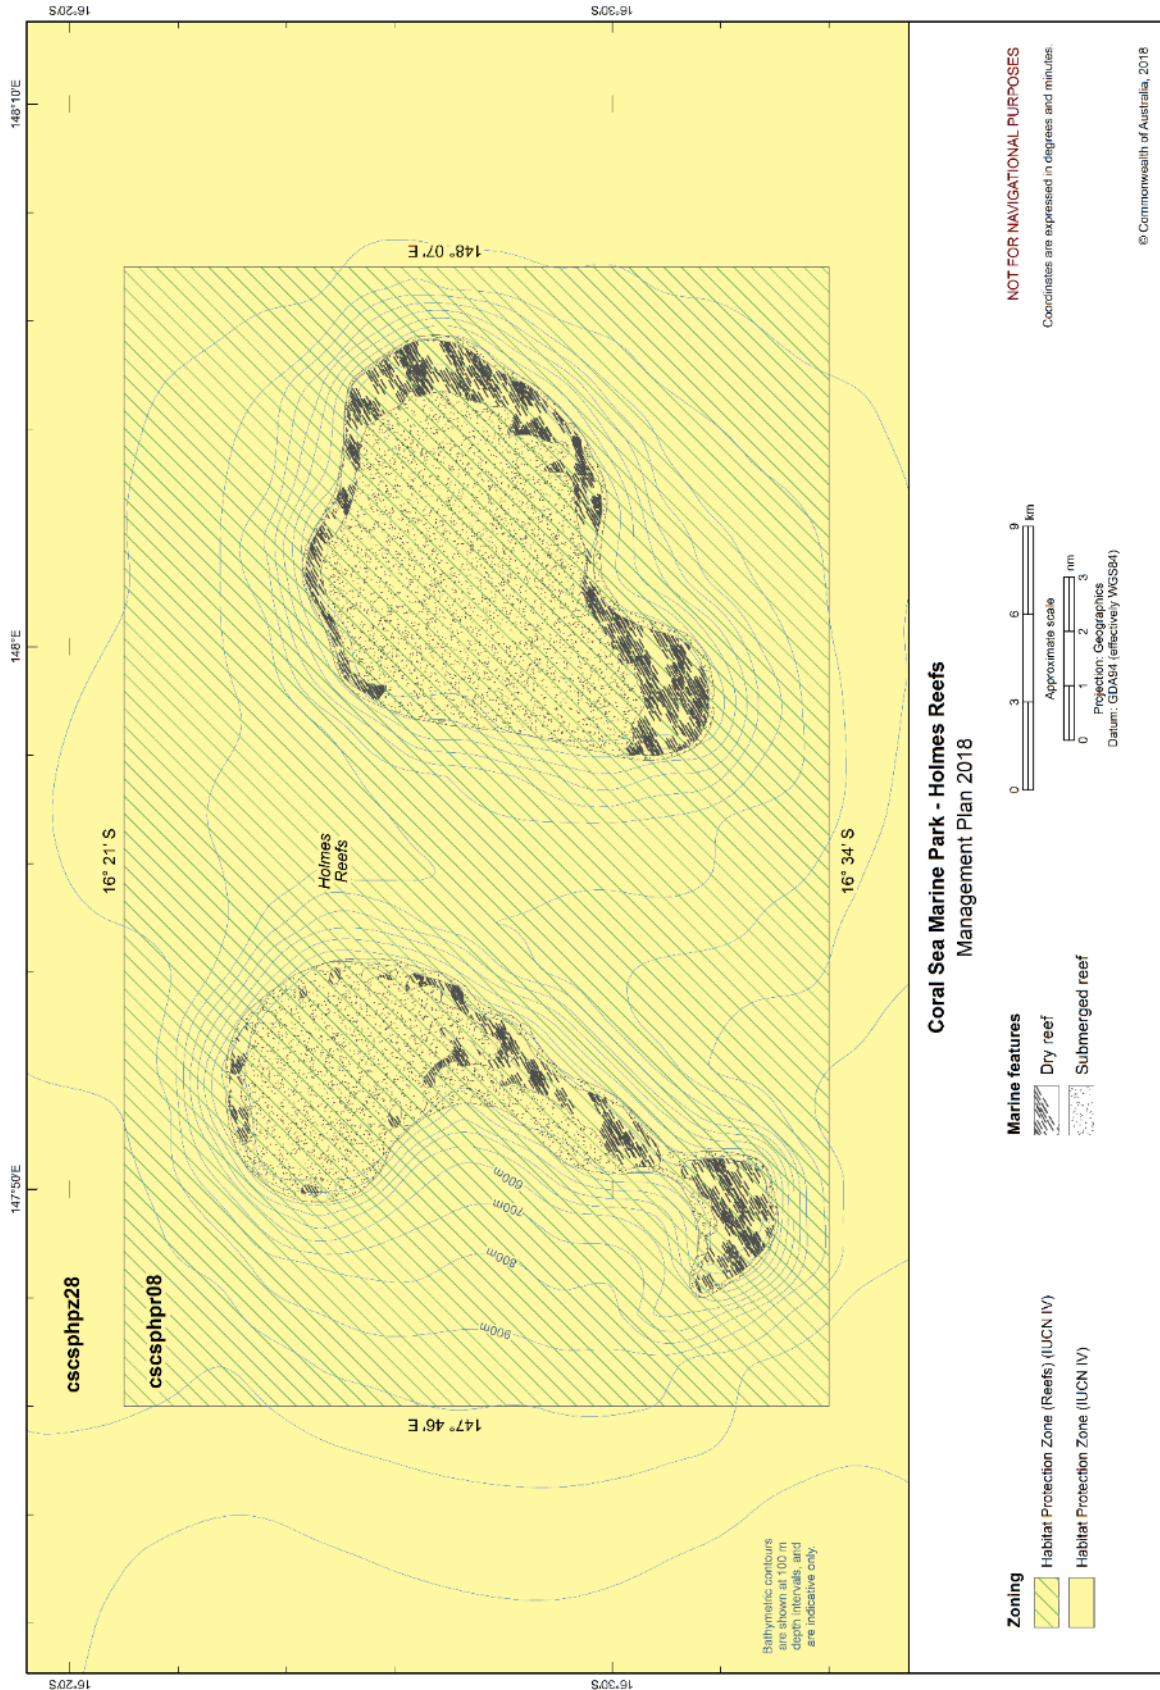 147°50'E
148°E
148°10'E
16°20'S
16°20'S
cscsphpz28
16° 21' S
cscsphpr08
Holmes
Reefs
147° 46' E
148° 07' E
600m
700m
800m
900m
16°30'S
16°30'S
16° 34' S
Bathymetric contours
are shown at 100 m
depth intervals, and
are indicative only.
Coral Sea Marine Park - Holmes Reefs
Management Plan 2018
Zoning
Habitat Protection Zone (Reefs) (IUCN IV)
Habitat Protection Zone (IUCN IV)
Marine features
Dry reef
Submerged reef
0 3 6 9
km
Approximate scale
nm
0 1 2 3
Projection: Geographics
Datum: GDA94 (effectively WGS84)
NOT FOR NAVIGATIONAL PURPOSES
Coordinates are expressed in degrees and minutes.
© Commonwealth of Australia, 2018